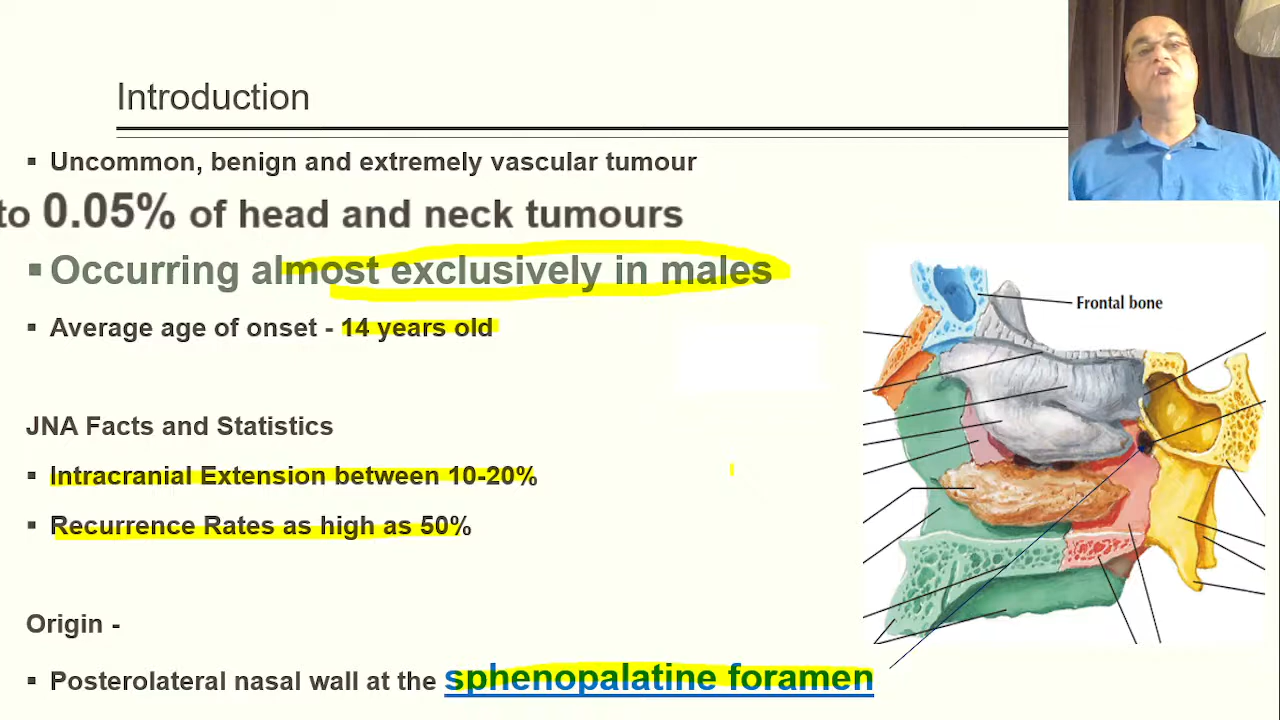 Introduction
▪ Uncommon, benign and extremely vascular tumour
to 0.05% of head and neck tumours
▪ Occurring almost exclusively in males
▪ Average age of onset - 14 years old
JNA Facts and Statistics
▪ Intracranial Extension between 10-20%
▪ Recurrence Rates as high as 50%
Origin -
▪ Posterolateral nasal wall at the sphenopalatine foramen
Frontal bone